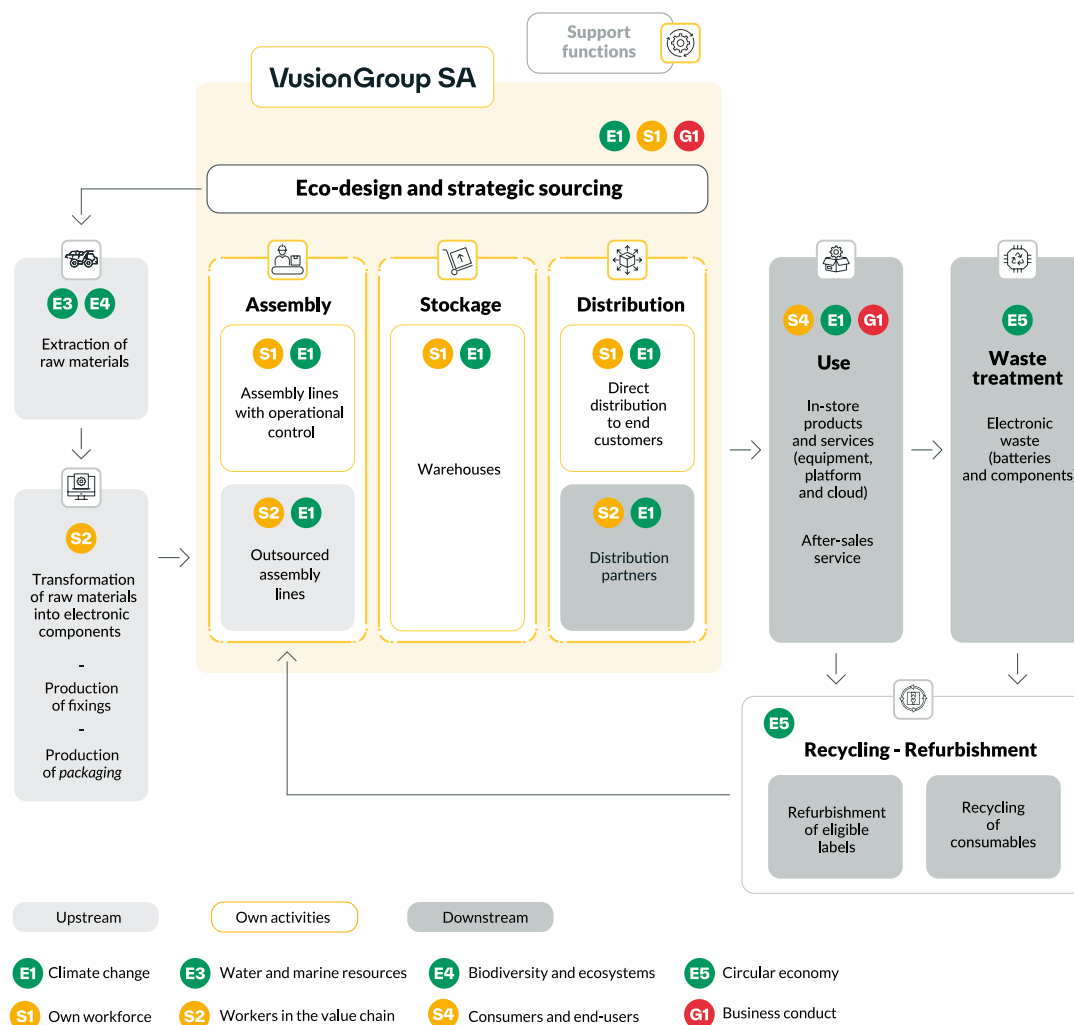 Support
functions
VusionGroup SA
E1 S1 G1
Eco-design and strategic sourcing
E3 E4
Extraction of
raw materials
S2
Transformation
of raw materials
into electronic
components
-
Production
of fixings
-
Production
of packaging
Assembly
S1 E1
Assembly lines
with operational
control
S2 E1
Outsourced
assembly
lines
Stockage
S1 E1
Warehouses
Distribution
S1 E1
Direct
distribution
to end
customers
S2 E1
Distribution
partners
S4 E1 G1
Use
In-store
products
and services
(equipment,
platform
and cloud)
After-sales
service
E5
Waste
treatment
Electronic
waste
(batteries
and components)
E5
Recycling - Refurbishment
Refurbishment
of eligible
labels
Recycling
of
consumables
Upstream
Own activities
Downstream
E1 Climate change
E3 Water and marine resources
E4 Biodiversity and ecosystems
E5 Circular economy
S1 Own workforce
S2 Workers in the value chain
S4 Consumers and end-users
G1 Business conduct